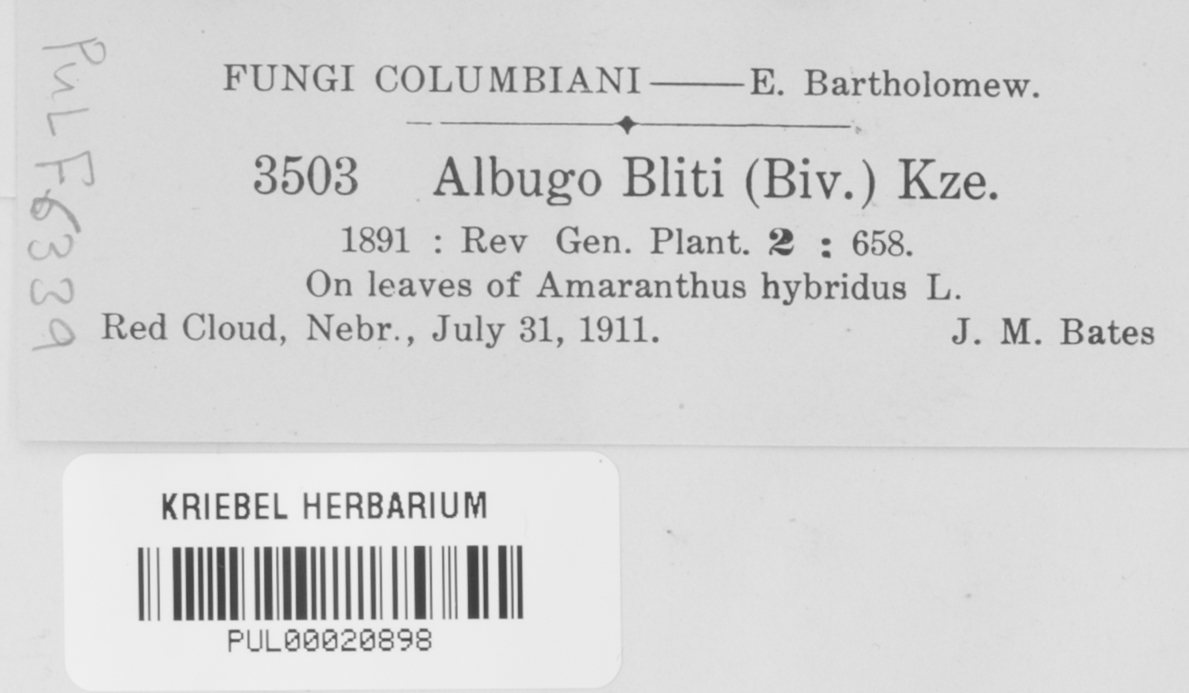 PUL F6339
FUNGI COLUMBIANI——E. Bartholomew.
3503 Albugo Bliti (Biv.) Kze.
1891 : Rev Gen. Plant. 2 : 658.
On leaves of Amaranthus hybridus L.
Red Cloud, Nebr., July 31, 1911. J. M. Bates
KRIEBEL HERBARIUM
PUL00020898